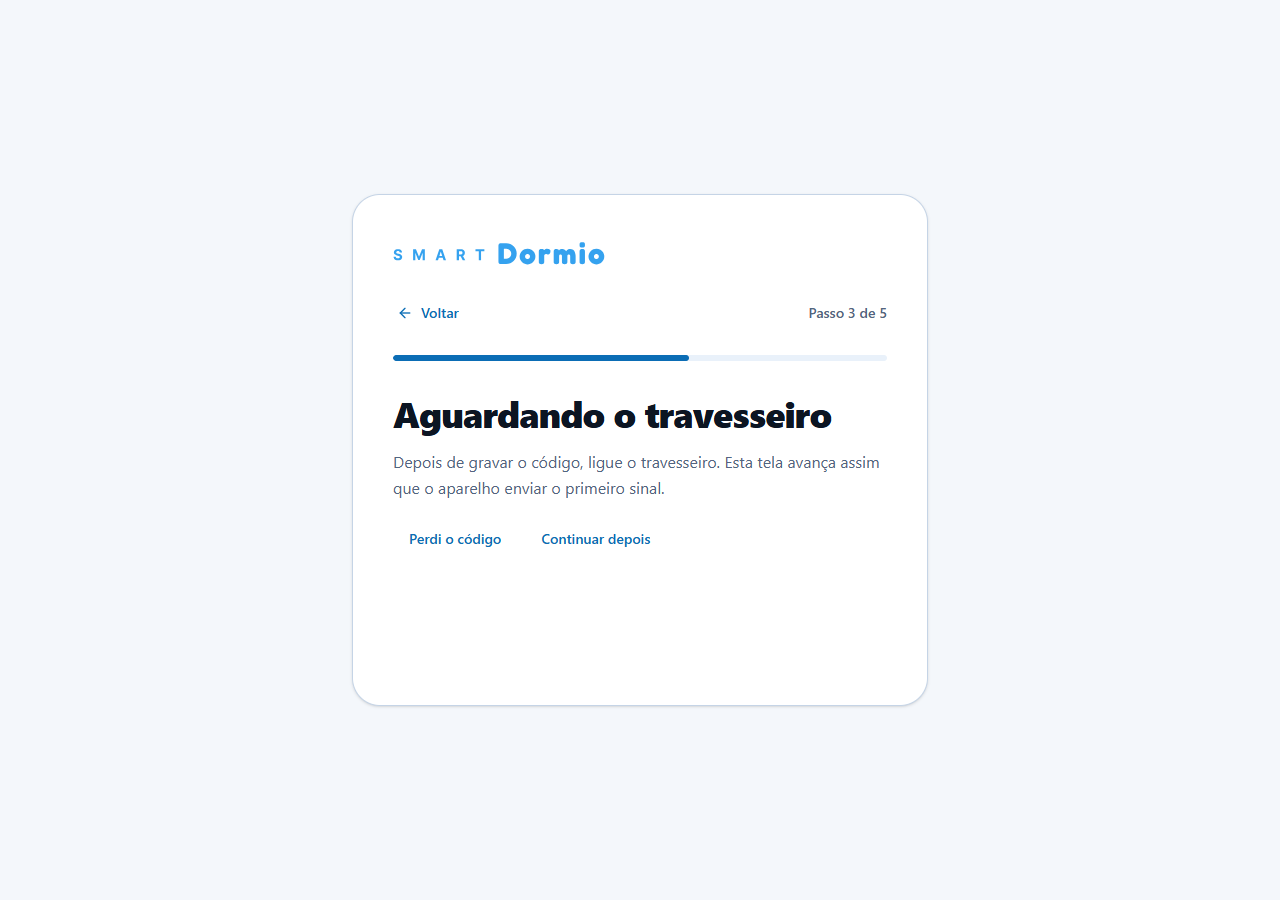 SMART Dormio
Voltar
Passo 3 de 5
Aguardando o travesseiro
Depois de gravar o código, ligue o travesseiro. Esta tela avança assim
que o aparelho enviar o primeiro sinal.
Perdi o código
Continuar depois